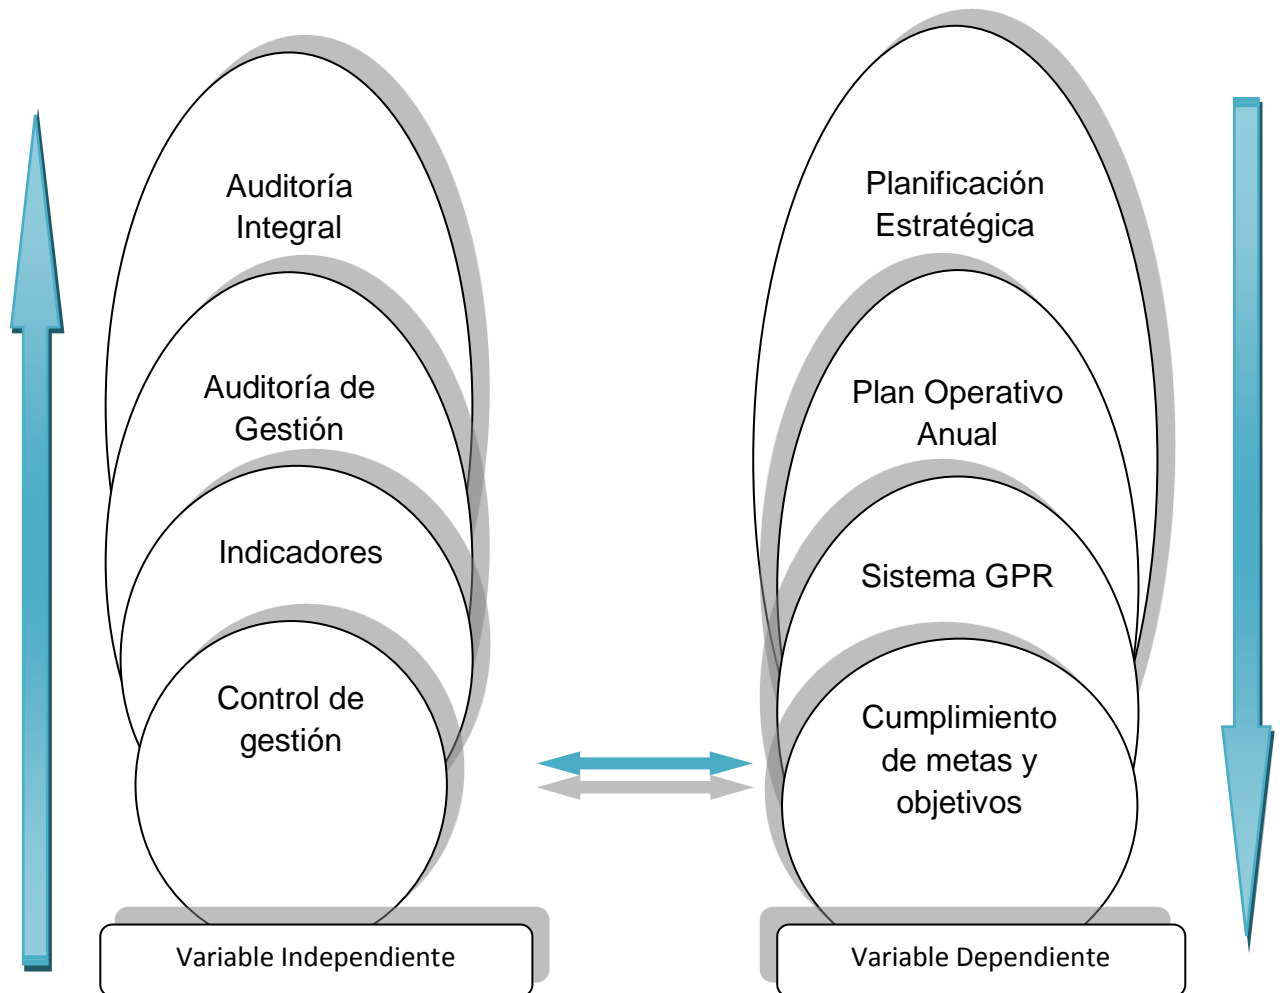 Auditoría
Integral
Auditoría de
Gestión
Indicadores
Control de
gestión
Variable Independiente
Planificación
Estratégica
Plan Operativo
Anual
Sistema GPR
Cumplimiento
de metas y
objetivos
Variable Dependiente